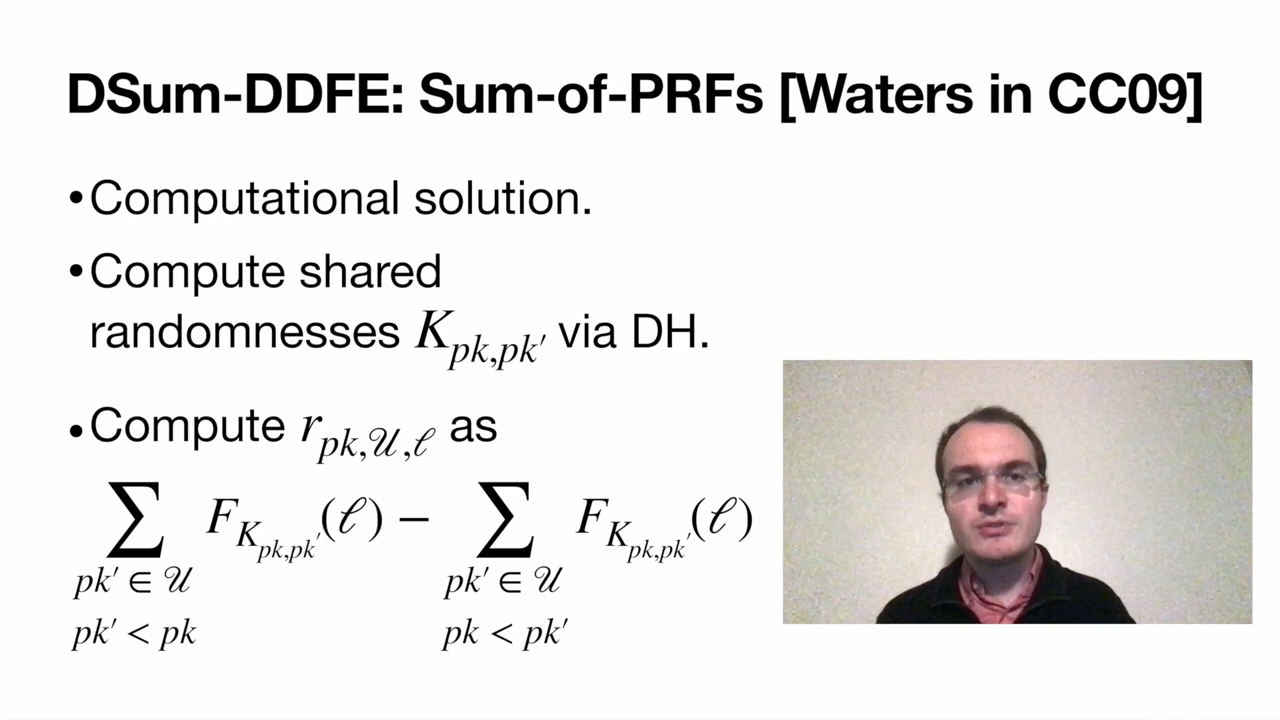 DSum-DDFE: Sum-of-PRFs [Waters in CC09]
•Computational solution.
•Compute shared
randomnesses K_{pk,pk′} via DH.
•Compute r_{pk,𝒰,ℓ} as
∑_{pk′ ∈ 𝒰, pk′ < pk} F_{K_{pk,pk′}}(ℓ) − ∑_{pk′ ∈ 𝒰, pk < pk′} F_{K_{pk,pk′}}(ℓ)